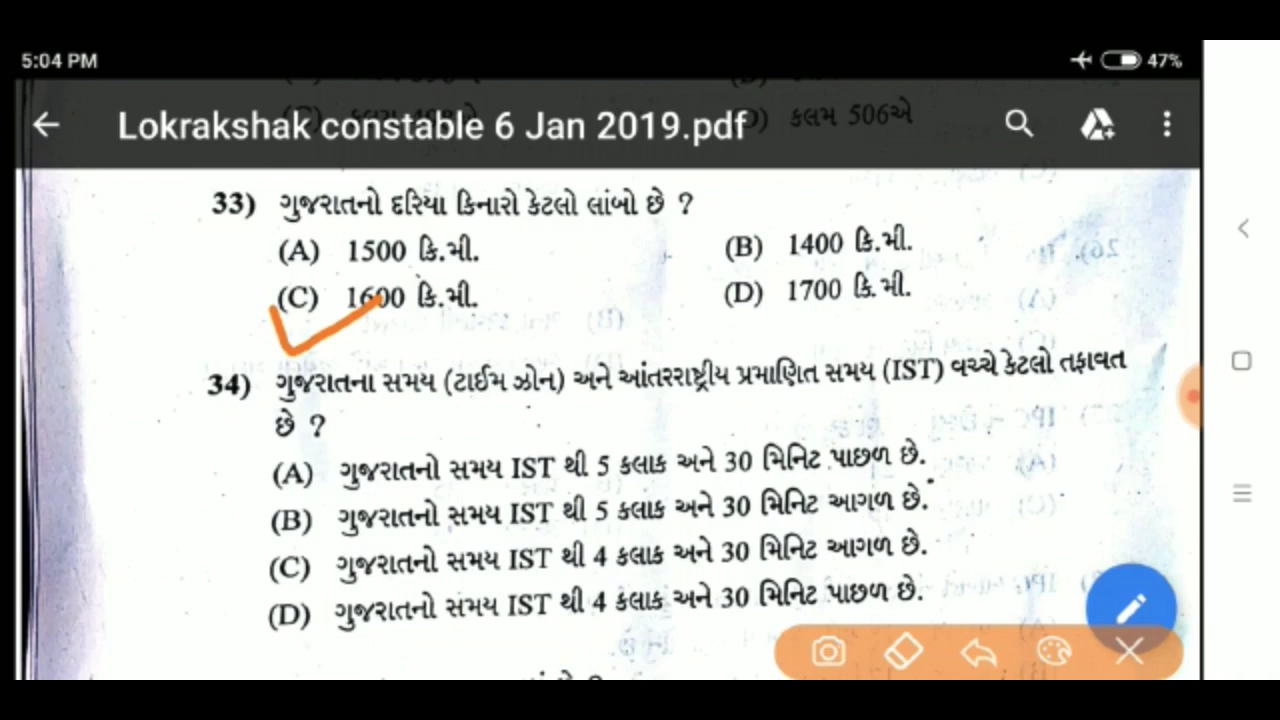 5:04 PM 47%
Lokrakshak constable 6 Jan 2019.pdf
(D) કલમ 506એ
33) ગુજરાતનો દરિયા કિનારો કેટલો લાંબો છે ?
(A) 1500 કિ.મી. (B) 1400 કિ.મી.
(C) 1600 કિ.મી. (D) 1700 કિ.મી.
34) ગુજરાતના સમય (ટાઈમ ઝોન) અને આંતરરાષ્ટ્રીય પ્રમાણિત સમય (IST) વચ્ચે કેટલો તફાવત
છે ?
(A) ગુજરાતનો સમય IST થી 5 કલાક અને 30 મિનિટ પાછળ છે.
(B) ગુજરાતનો સમય IST થી 5 કલાક અને 30 મિનિટ આગળ છે.
(C) ગુજરાતનો સમય IST થી 4 કલાક અને 30 મિનિટ આગળ છે.
(D) ગુજરાતનો સમય IST થી 4 કલાક અને 30 મિનિટ પાછળ છે.